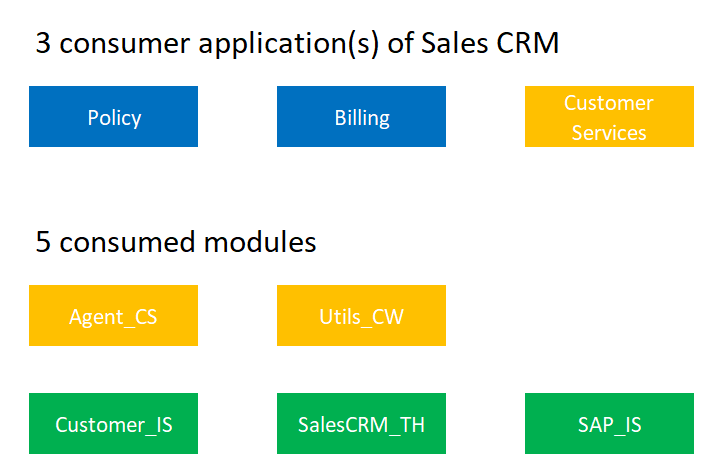 3 consumer application(s) of Sales CRM
Policy
Billing
Customer
Services
5 consumed modules
Agent_CS
Utils_CW
Customer_IS
SalesCRM_TH
SAP_IS